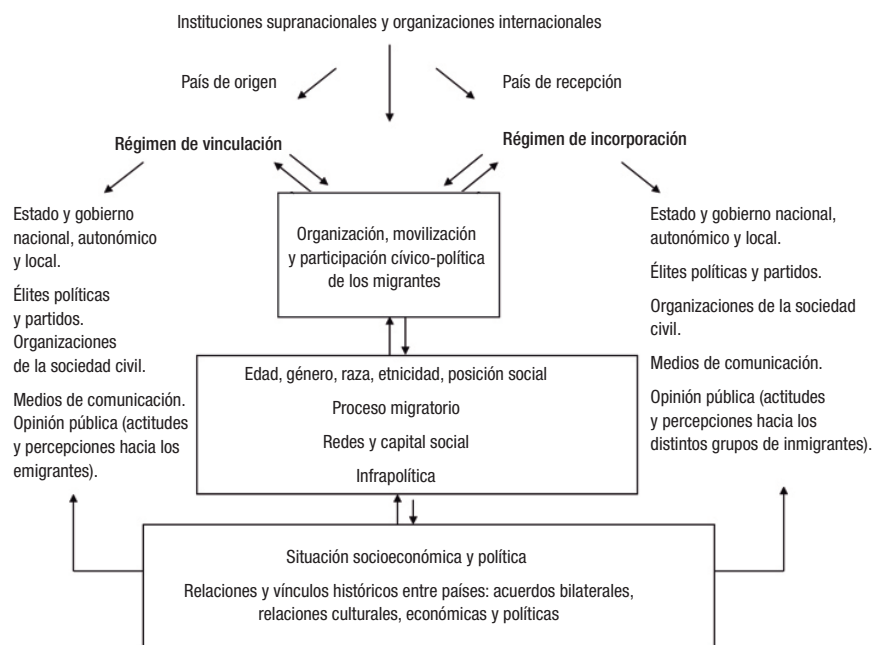 Instituciones supranacionales y organizaciones internacionales
País de origen
País de recepción
Régimen de vinculación
Régimen de incorporación
Estado y gobierno
nacional, autonómico
y local.
Élites políticas
y partidos.
Organizaciones
de la sociedad civil.
Medios de comunicación.
Opinión pública (actitudes
y percepciones hacia los
emigrantes).
Organización, movilización
y participación cívico-política
de los migrantes
Edad, género, raza, etnicidad, posición social
Proceso migratorio
Redes y capital social
Infrapolítica
Estado y gobierno nacional,
autonómico y local.
Élites políticas y partidos.
Organizaciones de la sociedad
civil.
Medios de comunicación.
Opinión pública (actitudes
y percepciones hacia los
distintos grupos de inmigrantes).
Situación socioeconómica y política
Relaciones y vínculos históricos entre países: acuerdos bilaterales,
relaciones culturales, económicas y políticas